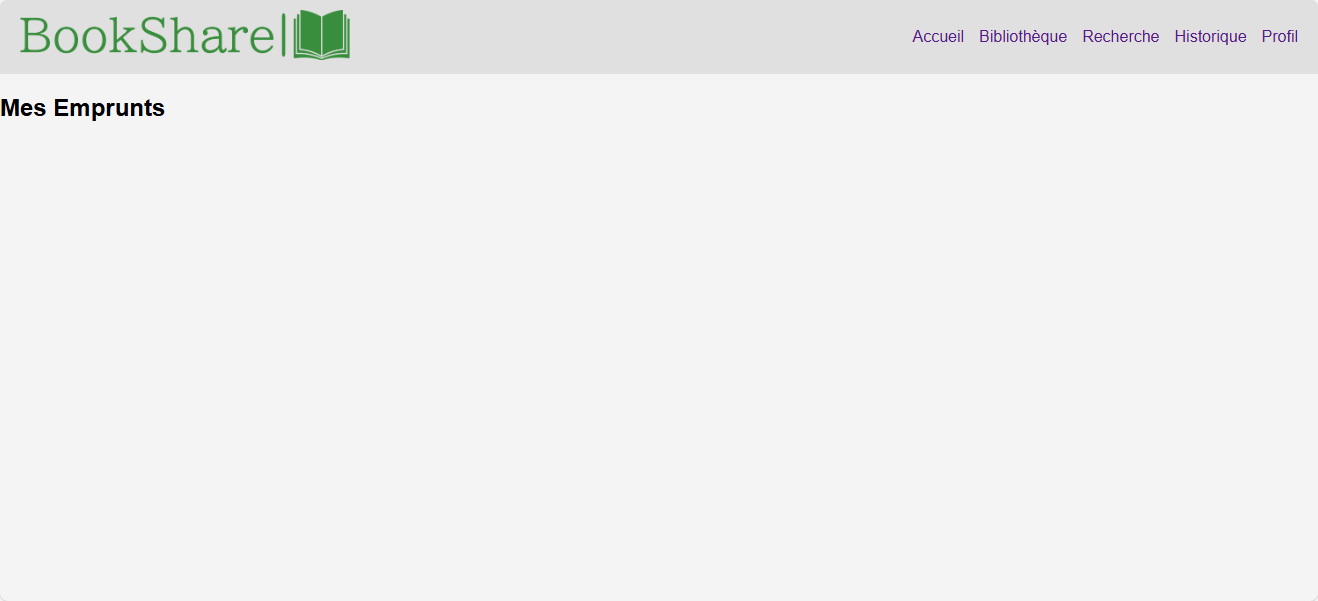 BookShare
Accueil Bibliothèque Recherche Historique Profil
Mes Emprunts